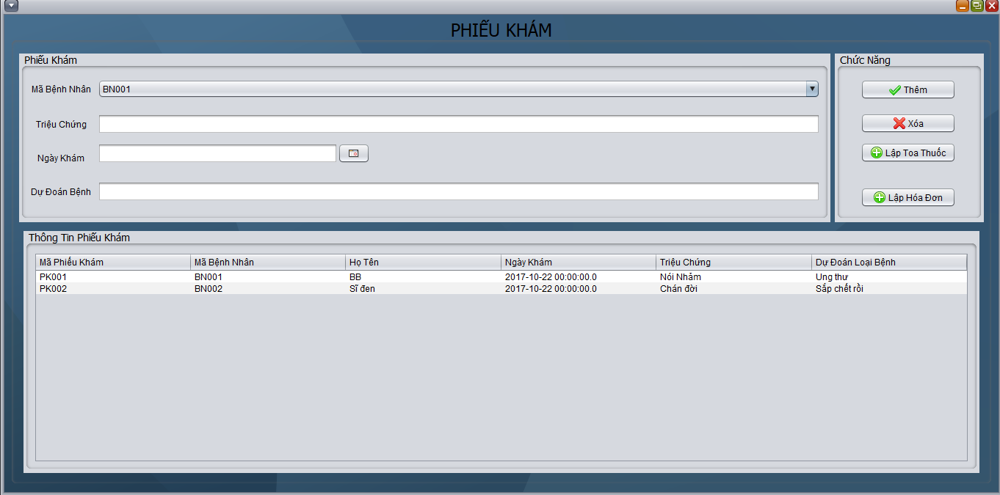 PHIẾU KHÁM
Phiếu Khám
Mã Bệnh Nhân BN001
Triệu Chứng
Ngày Khám
Dự Đoán Bệnh
Chức Năng
Thêm
Xóa
Lập Toa Thuốc
Lập Hóa Đơn
Thông Tin Phiếu Khám
Mã Phiếu Khám Mã Bệnh Nhân Họ Tên Ngày Khám Triệu Chứng Dự Đoán Loại Bệnh
PK001 BN001 BB 2017-10-22 00:00:00.0 Nói Nhảm Ung thư
PK002 BN002 Sĩ đen 2017-10-22 00:00:00.0 Chán đời Sắp chết rồi